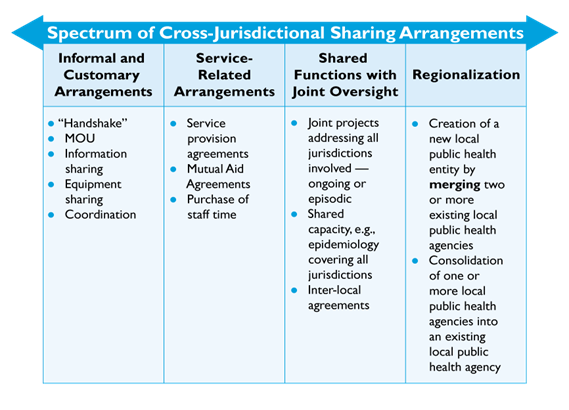 Spectrum of Cross-Jurisdictional Sharing Arrangements
Informal and
Customary
Arrangements
Service-
Related
Arrangements
Shared
Functions with
Joint Oversight
Regionalization
● “Handshake”
● MOU
● Information
sharing
● Equipment
sharing
● Coordination
● Service
provision
agreements
● Mutual Aid
Agreements
● Purchase of
staff time
● Joint projects
addressing all
jurisdictions
involved —
ongoing or
episodic
● Shared
capacity, e.g.,
epidemiology
covering all
jurisdictions
● Inter-local
agreements
● Creation of a
new local
public health
entity by
merging two
or more
existing local
public health
agencies
● Consolidation
of one or
more local
public health
agencies into
an existing
local public
health agency